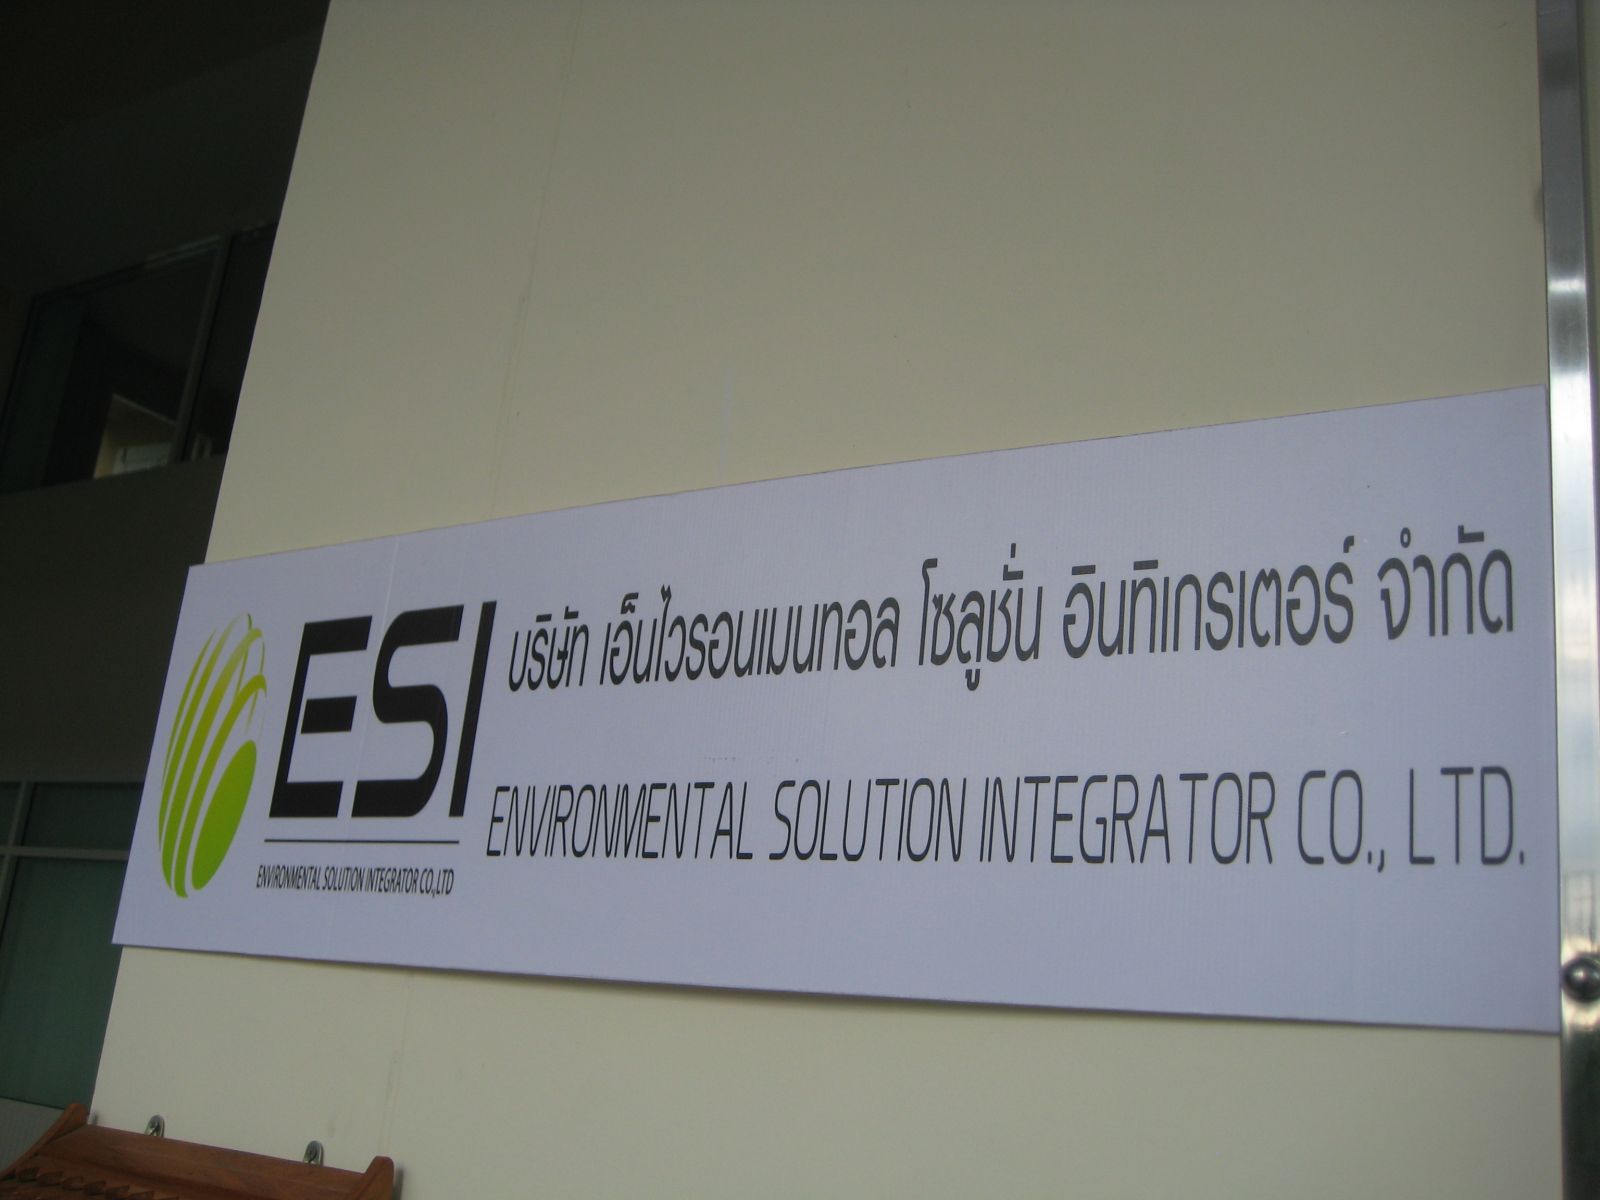 ESI
ENVIRONMENTAL SOLUTION INTEGRATOR CO.,LTD
บริษัท เอ็นไวรอนเมนทอล โซลูชั่น อินทิเกรเตอร์ จำกัด
ENVIRONMENTAL SOLUTION INTEGRATOR CO., LTD.